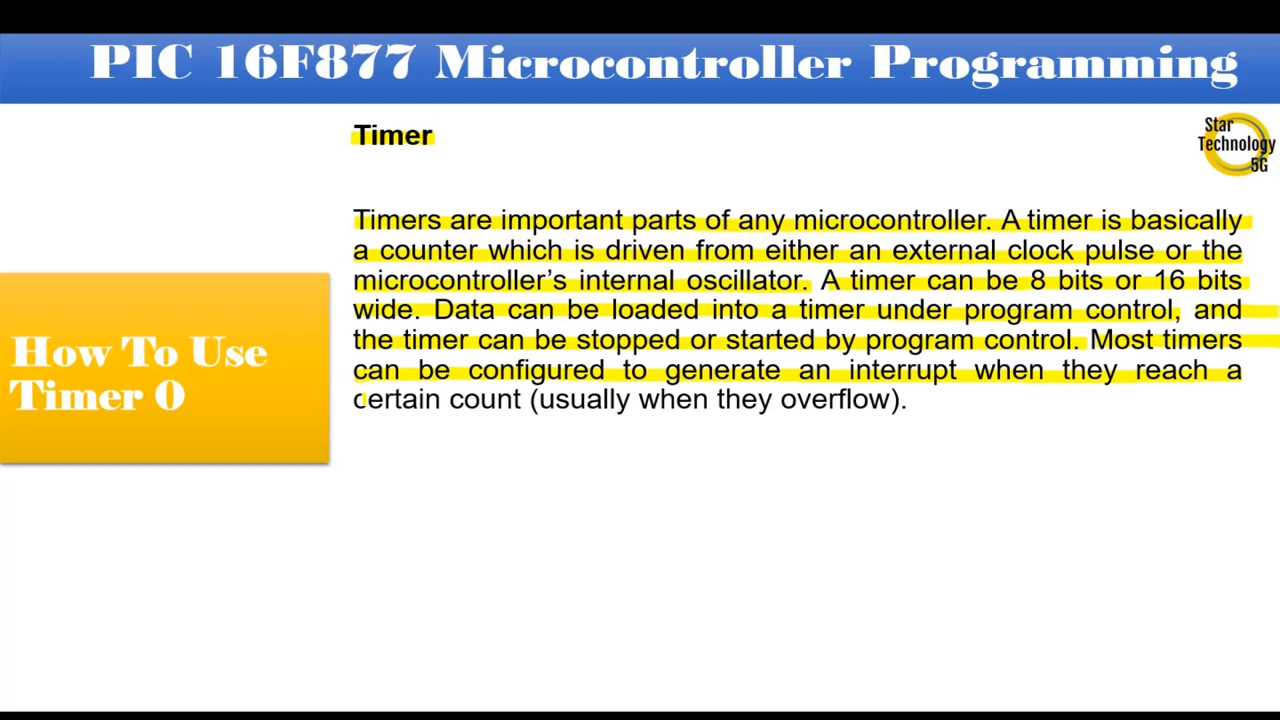 PIC 16F877 Microcontroller Programming
Timer
Star
Technology
5G
Timers are important parts of any microcontroller. A timer is basically
a counter which is driven from either an external clock pulse or the
microcontroller’s internal oscillator. A timer can be 8 bits or 16 bits
wide. Data can be loaded into a timer under program control, and
the timer can be stopped or started by program control. Most timers
can be configured to generate an interrupt when they reach a
certain count (usually when they overflow).
How To Use
Timer 0